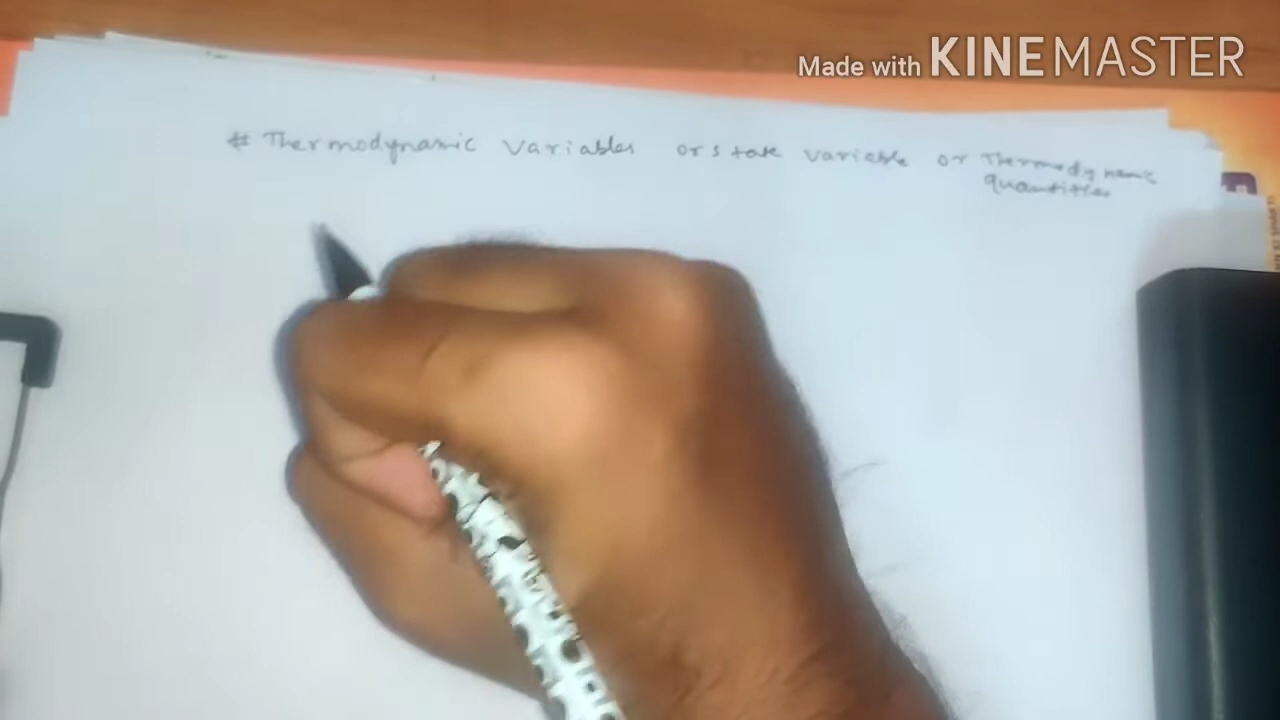 Made with KINEMASTER
# Thermodynamic Variables or state variable or Thermodynamic
quantities